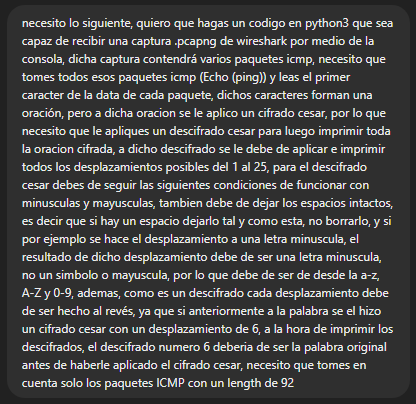 necesito lo siguiente, quiero que hagas un codigo en python3 que sea
capaz de recibir una captura .pcapng de wireshark por medio de la
consola, dicha captura contendrá varios paquetes icmp, necesito que
tomes todos esos paquetes icmp (Echo (ping)) y leas el primer
caracter de la data de cada paquete, dichos caracteres forman una
oración, pero a dicha oracion se le aplico un cifrado cesar, por lo que
necesito que le apliques un descifrado cesar para luego imprimir toda
la oracion cifrada, a dicho descifrado se le debe de aplicar e imprimir
todos los desplazamientos posibles del 1 al 25, para el descifrado
cesar debes de seguir las siguientes condiciones de funcionar con
minusculas y mayusculas, tambien debe de dejar los espacios intactos,
es decir que si hay un espacio dejarlo tal y como esta, no borrarlo, y si
por ejemplo se hace el desplazamiento a una letra minuscula, el
resultado de dicho desplazamiento debe de ser una letra minuscula,
no un simbolo o mayuscula, por lo que debe de ser de desde la a-z,
A-Z y 0-9, ademas, como es un descifrado cada desplazamiento debe
de ser hecho al revés, ya que si anteriormente a la palabra se el hizo
un cifrado cesar con un desplazamiento de 6, a la hora de imprimir los
descifrados, el descifrado numero 6 deberia de ser la palabra original
antes de haberle aplicado el cifrado cesar, necesito que tomes en
cuenta solo los paquetes ICMP con un length de 92